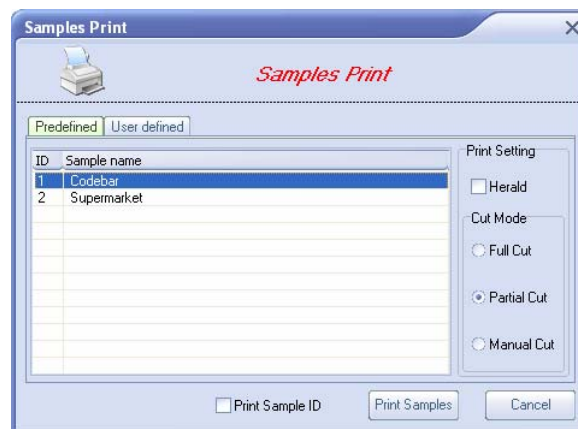 Samples Print
Samples Print
Predefined User defined
ID Sample name
1 Codebar
2 Supermarket
Print Setting
Herald
Cut Mode
Full Cut
Partial Cut
Manual Cut
Print Sample ID Print Samples Cancel